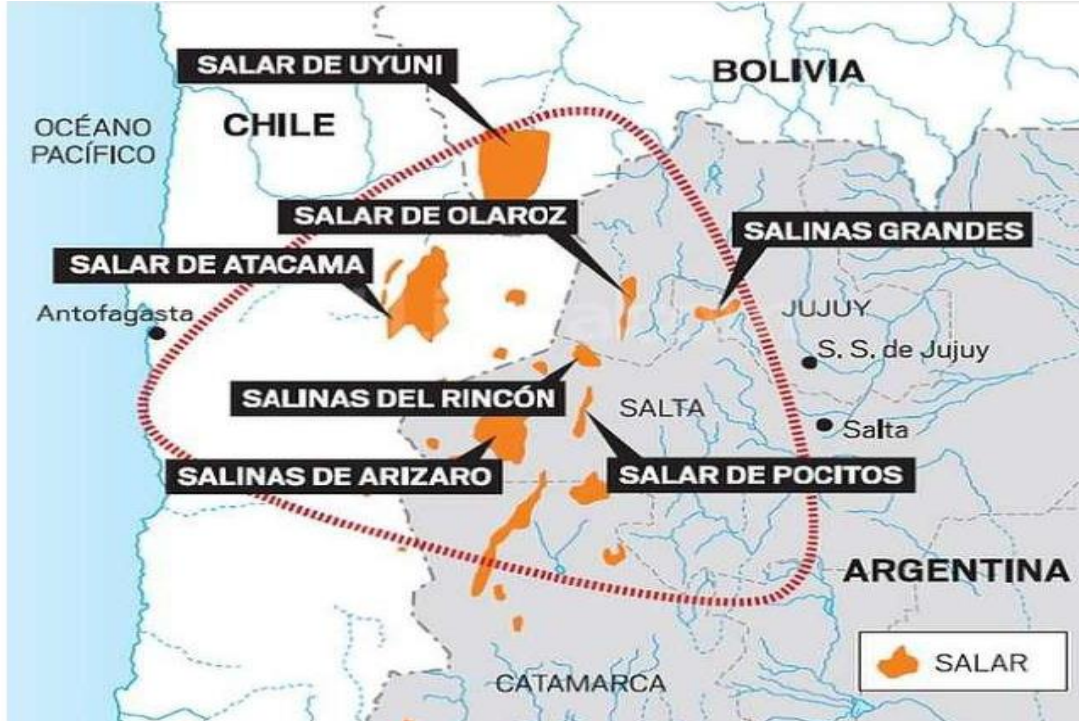 SALAR DE UYUNI
BOLIVIA
OCÉANO
PACÍFICO
CHILE
SALAR DE OLAROZ
SALINAS GRANDES
SALAR DE ATACAMA
Antofagasta
JUJUY
S. S. de Jujuy
SALINAS DEL RINCÓN
SALTA
Salta
SALINAS DE ARIZARO
SALAR DE POCITOS
ARGENTINA
SALAR
CATAMARCA